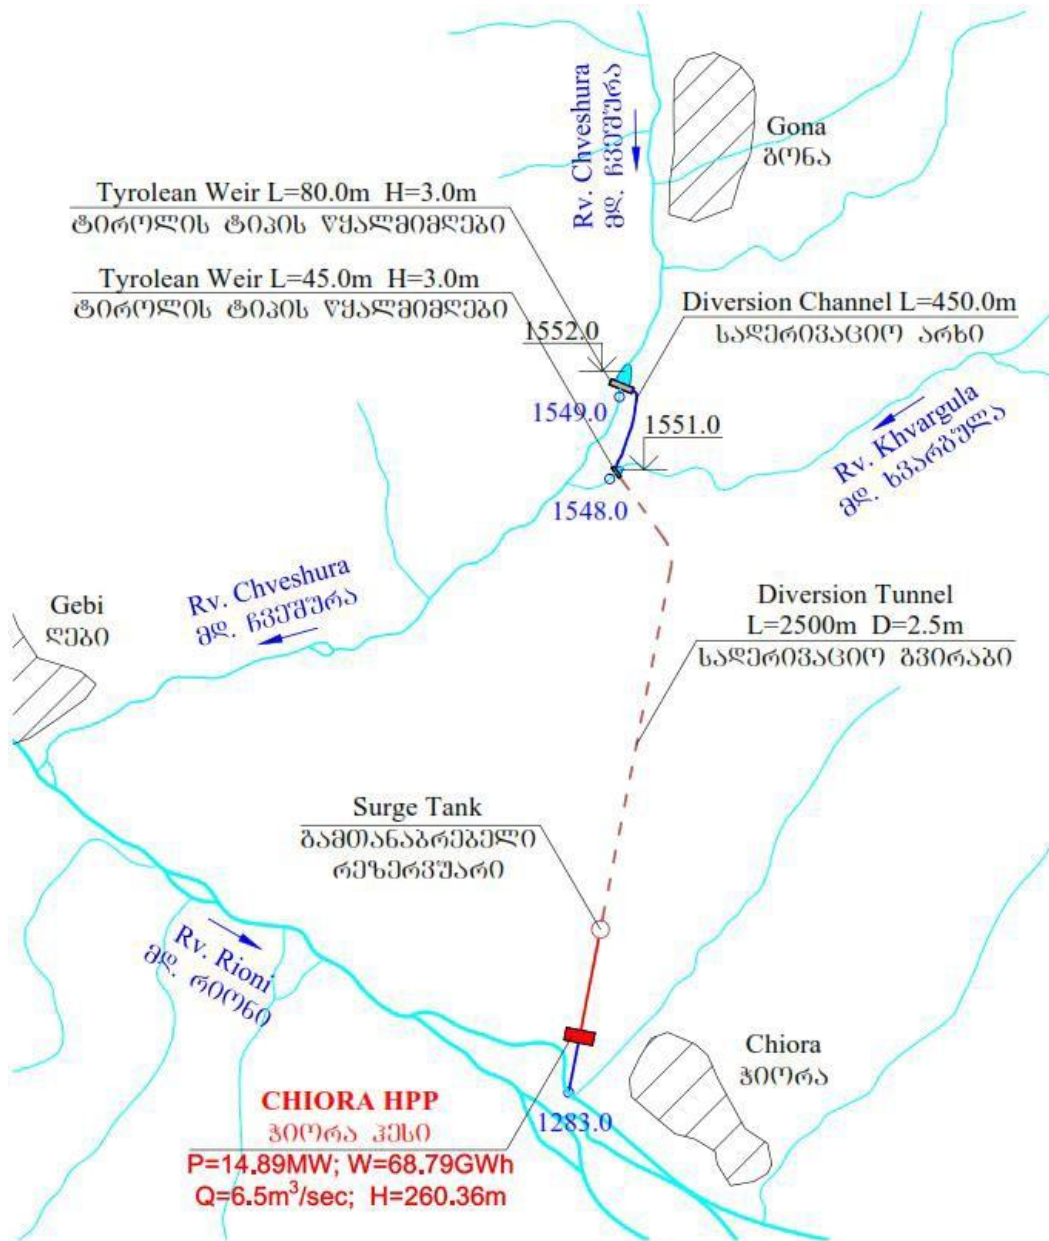 Rv. Chveshura
მდ. ჩვეშურა
Gona
გონა
Tyrolean Weir L=80.0m H=3.0m
ტიროლის ტიპის წყალმიმღები
Tyrolean Weir L=45.0m H=3.0m
ტიროლის ტიპის წყალმიმღები
Diversion Channel L=450.0m
სადერივაციო არხი
1552.0
1549.0
1551.0
1548.0
Rv. Khvargula
მდ. ხვარგულა
Rv. Chveshura
მდ. ჩვეშურა
Gebi
ღები
Diversion Tunnel
L=2500m D=2.5m
სადერივაციო გვირაბი
Surge Tank
გამთანაბრებელი
რეზერვუარი
Rv. Rioni
მდ. რიონი
Chiora
ჭიორა
CHIORA HPP
ჭიორა ჰესი
1283.0
P=14.89MW; W=68.79GWh
Q=6.5m³/sec; H=260.36m